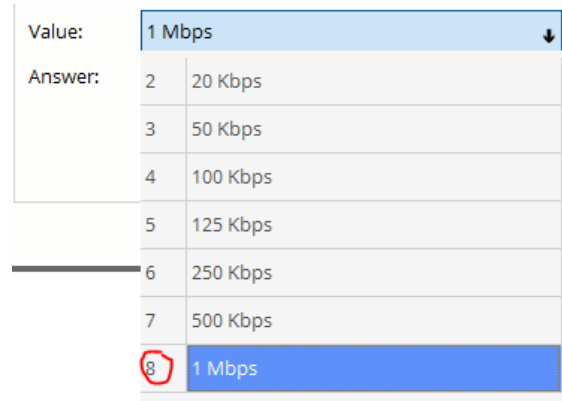 Value: 1 Mbps
Answer:
2 20 Kbps
3 50 Kbps
4 100 Kbps
5 125 Kbps
6 250 Kbps
7 500 Kbps
8 1 Mbps